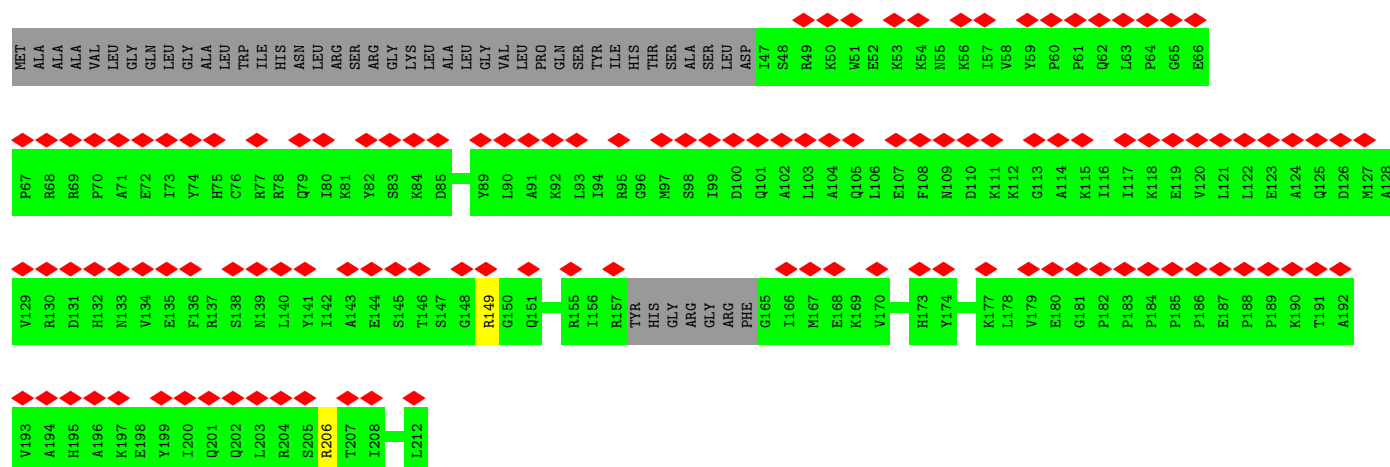 MET ALA ALA ALA VAL LEU GLY GLN LEU GLY ALA LEU TRP ILE HIS ASN LEU ARG SER ARG GLY LYS LEU ALA LEU GLY VAL LEU PRO GLN SER TYR ILE HIS THR SER ALA SER LEU ASP I47 S48 R49 K50 W51 E52 K53 K54 N55 K56 I57 V58 Y59 P60 P61 Q62 L63 P64 G65 E66
P67 R68 R69 P70 A71 E72 I73 Y74 H75 C76 R77 R78 Q79 I80 K81 Y82 S83 K84 D85 Y89 L90 A91 K92 L93 I94 R95 G96 M97 S98 I99 D100 Q101 A102 L103 A104 Q105 L106 E107 F108 N109 D110 K111 K112 G113 A114 K115 I116 I117 K118 E119 V120 L121 L122 E123 A124 Q125 D126 M127 A128
V129 R130 D131 H132 N133 V134 E135 F136 R137 S138 N139 L140 Y141 I142 A143 E144 S145 T146 S147 G148 R149 G150 Q151 R155 I156 R157 TYR HIS GLY ARG GLY ARG PHE G165 I166 M167 E168 K169 V170 H173 Y174 K177 L178 V179 E180 G181 P182 P183 P184 P185 P186 E187 P188 P189 K190 T191 A192
V193 A194 H195 A196 K197 E198 Y199 I200 Q201 Q202 L203 R204 S205 R206 T207 I208 L212